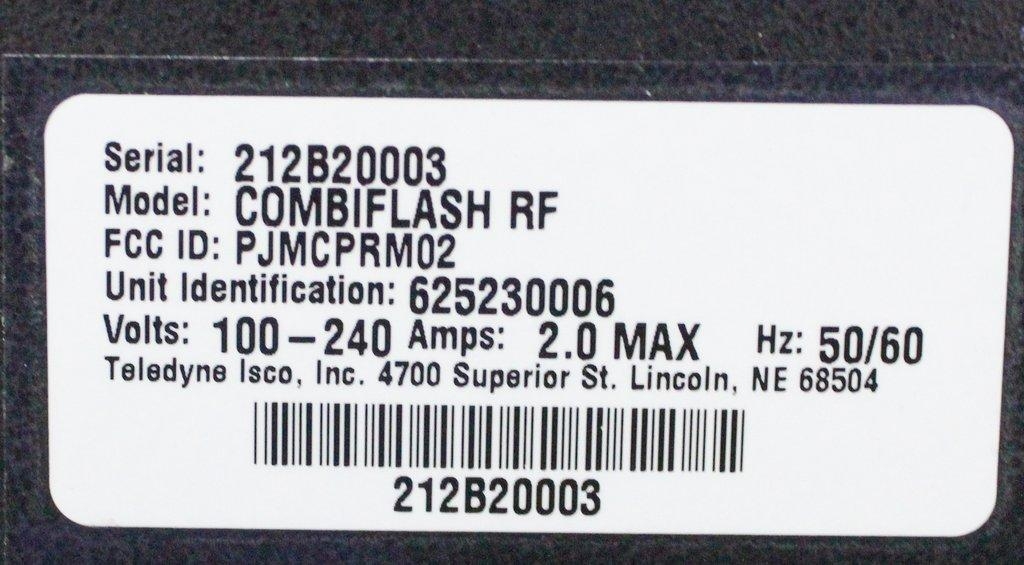 Serial: 212B20003
Model: COMBIFLASH RF
FCC ID: PJMCPRM02
Unit Identification: 625230006
Volts: 100-240 Amps: 2.0 MAX Hz: 50/60
Teledyne Isco, Inc. 4700 Superior St. Lincoln, NE 68504
212B20003